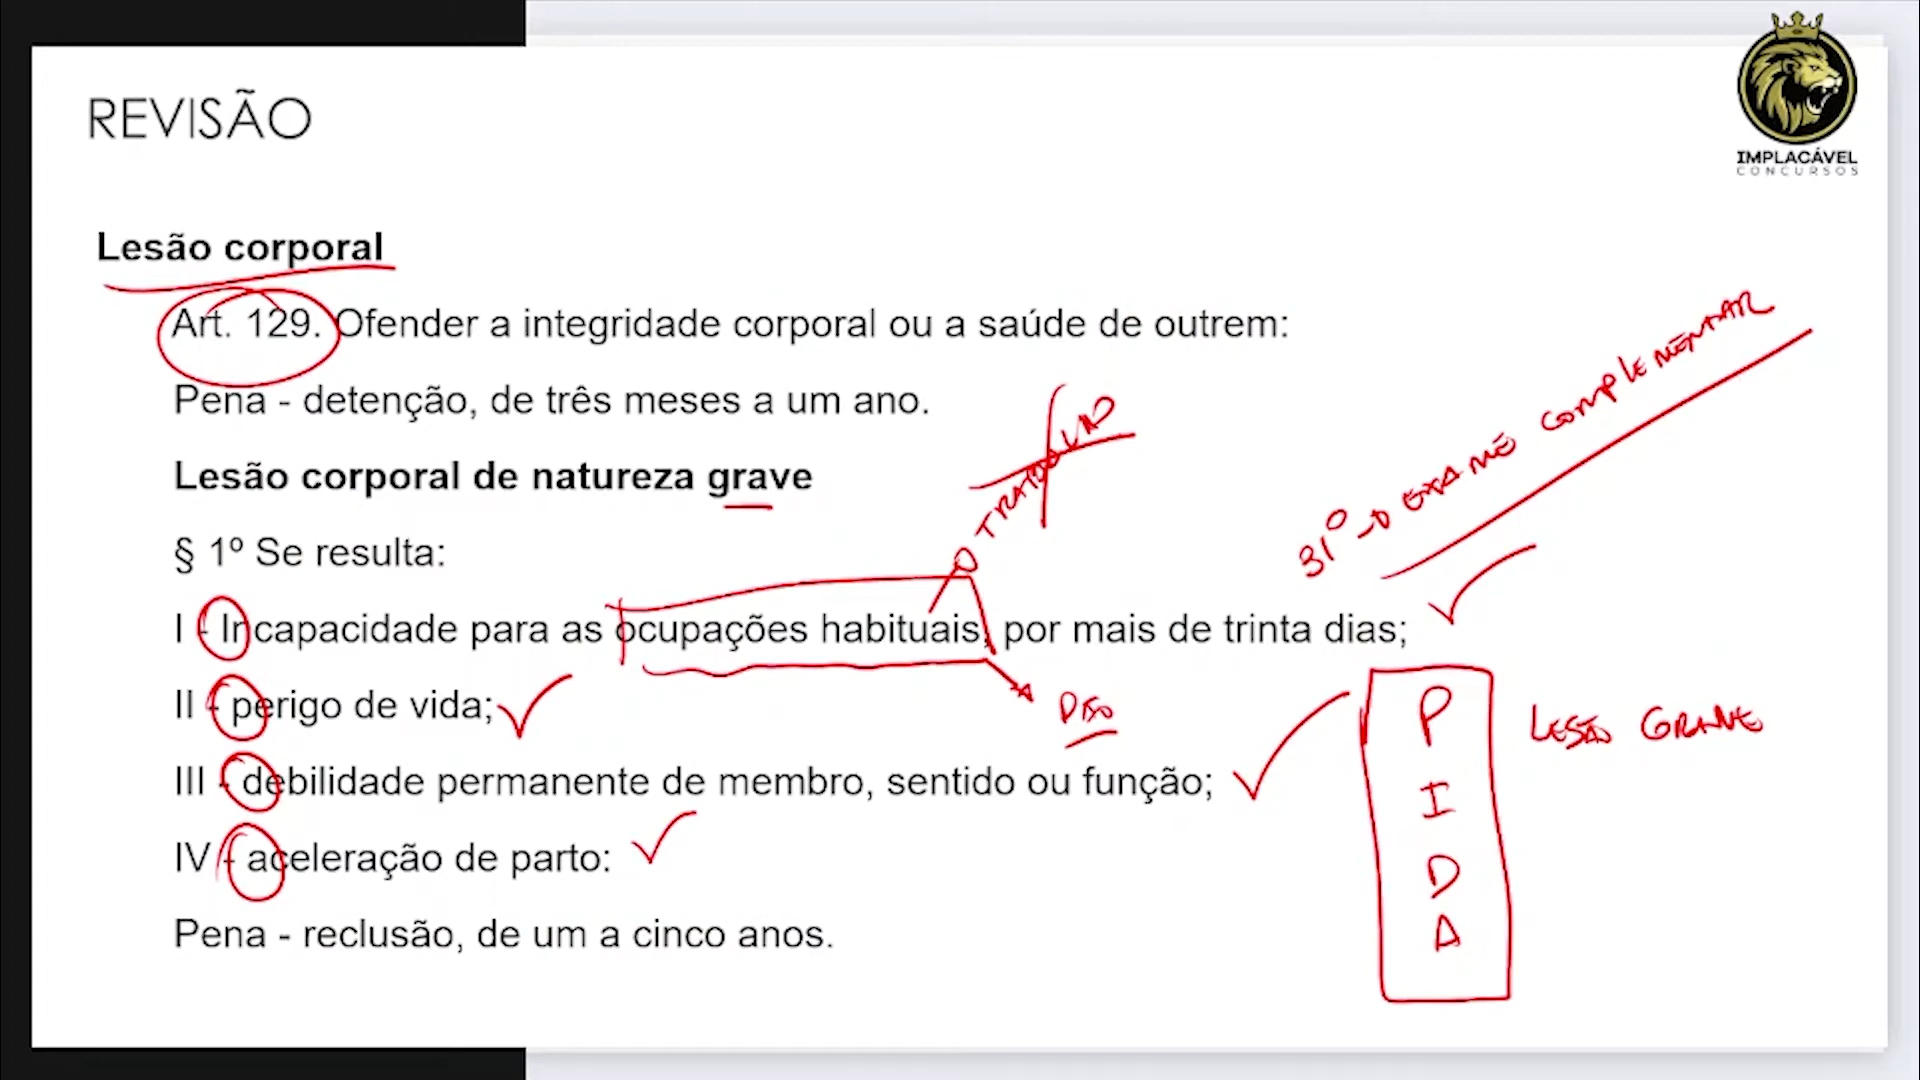 REVISÃO
IMPLACÁVEL
CONCURSOS
Lesão corporal
Art. 129. Ofender a integridade corporal ou a saúde de outrem:
Pena - detenção, de três meses a um ano.
Lesão corporal de natureza grave
§ 1º Se resulta:
31º → EXAME COMPLEMENTAR
I - Incapacidade para as ocupações habituais, por mais de trinta dias;
II - perigo de vida;
III - debilidade permanente de membro, sentido ou função;
IV - aceleração de parto:
Pena - reclusão, de um a cinco anos.
P
I
D
A
LESÃO GRAVE